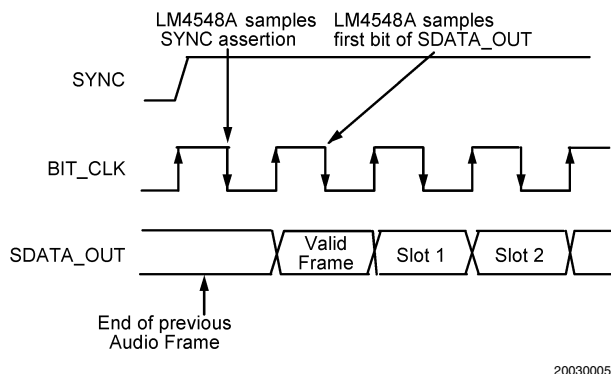 LM4548A samples
SYNC assertion
LM4548A samples
first bit of SDATA_OUT
SYNC
BIT_CLK
SDATA_OUT
Valid
Frame
Slot 1
Slot 2
End of previous
Audio Frame
20030005